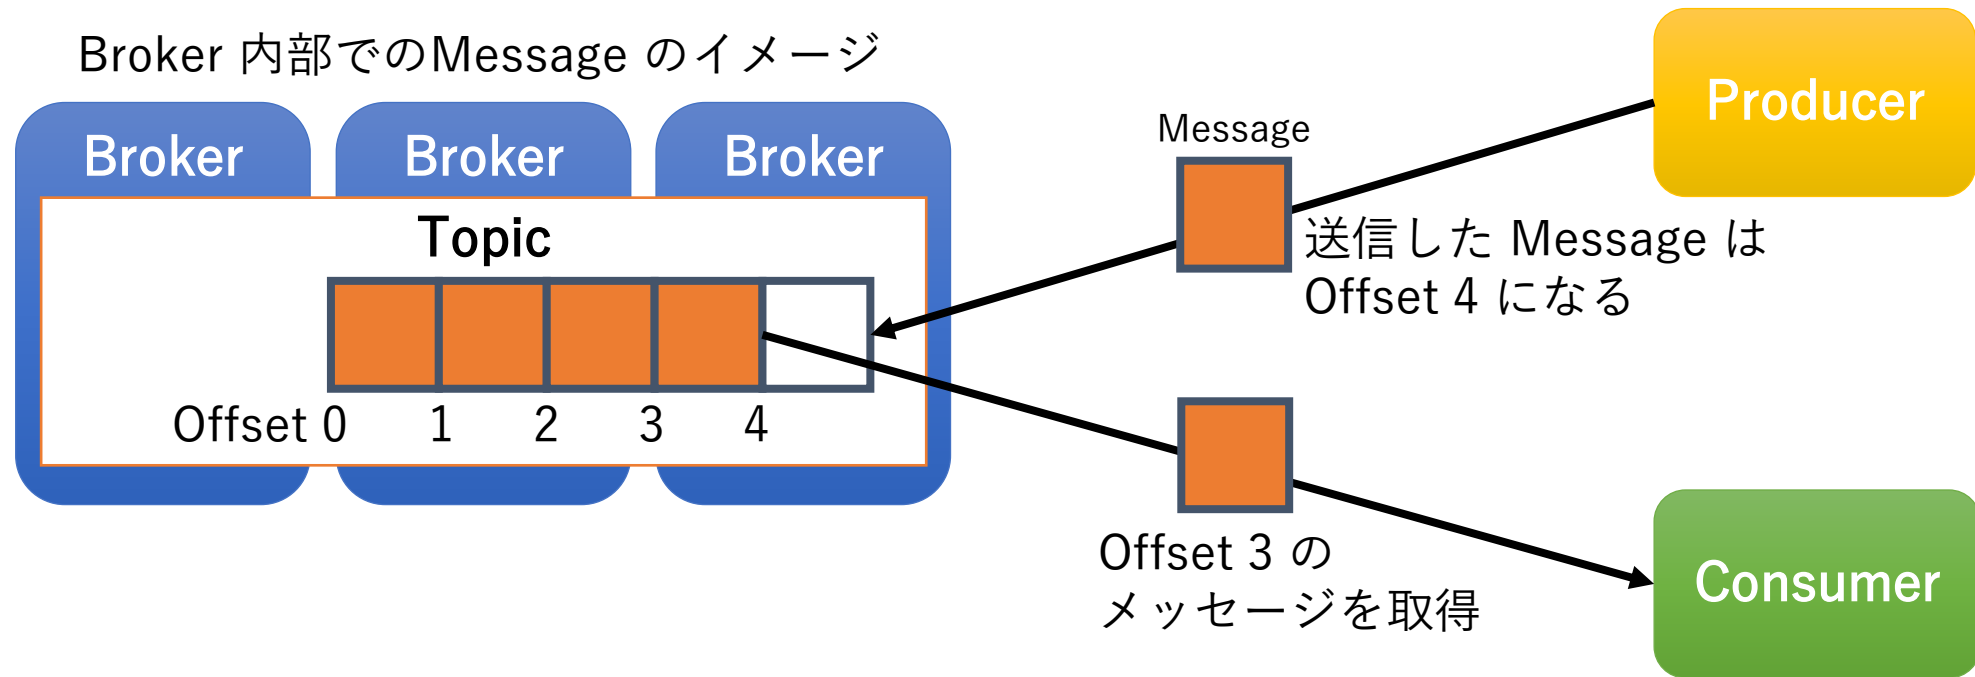 Broker 内部でのMessage のイメージ
Broker
Broker
Broker
Topic
Offset 0 1 2 3 4
Message
Producer
送信した Message は
Offset 4 になる
Offset 3 の
メッセージを取得
Consumer